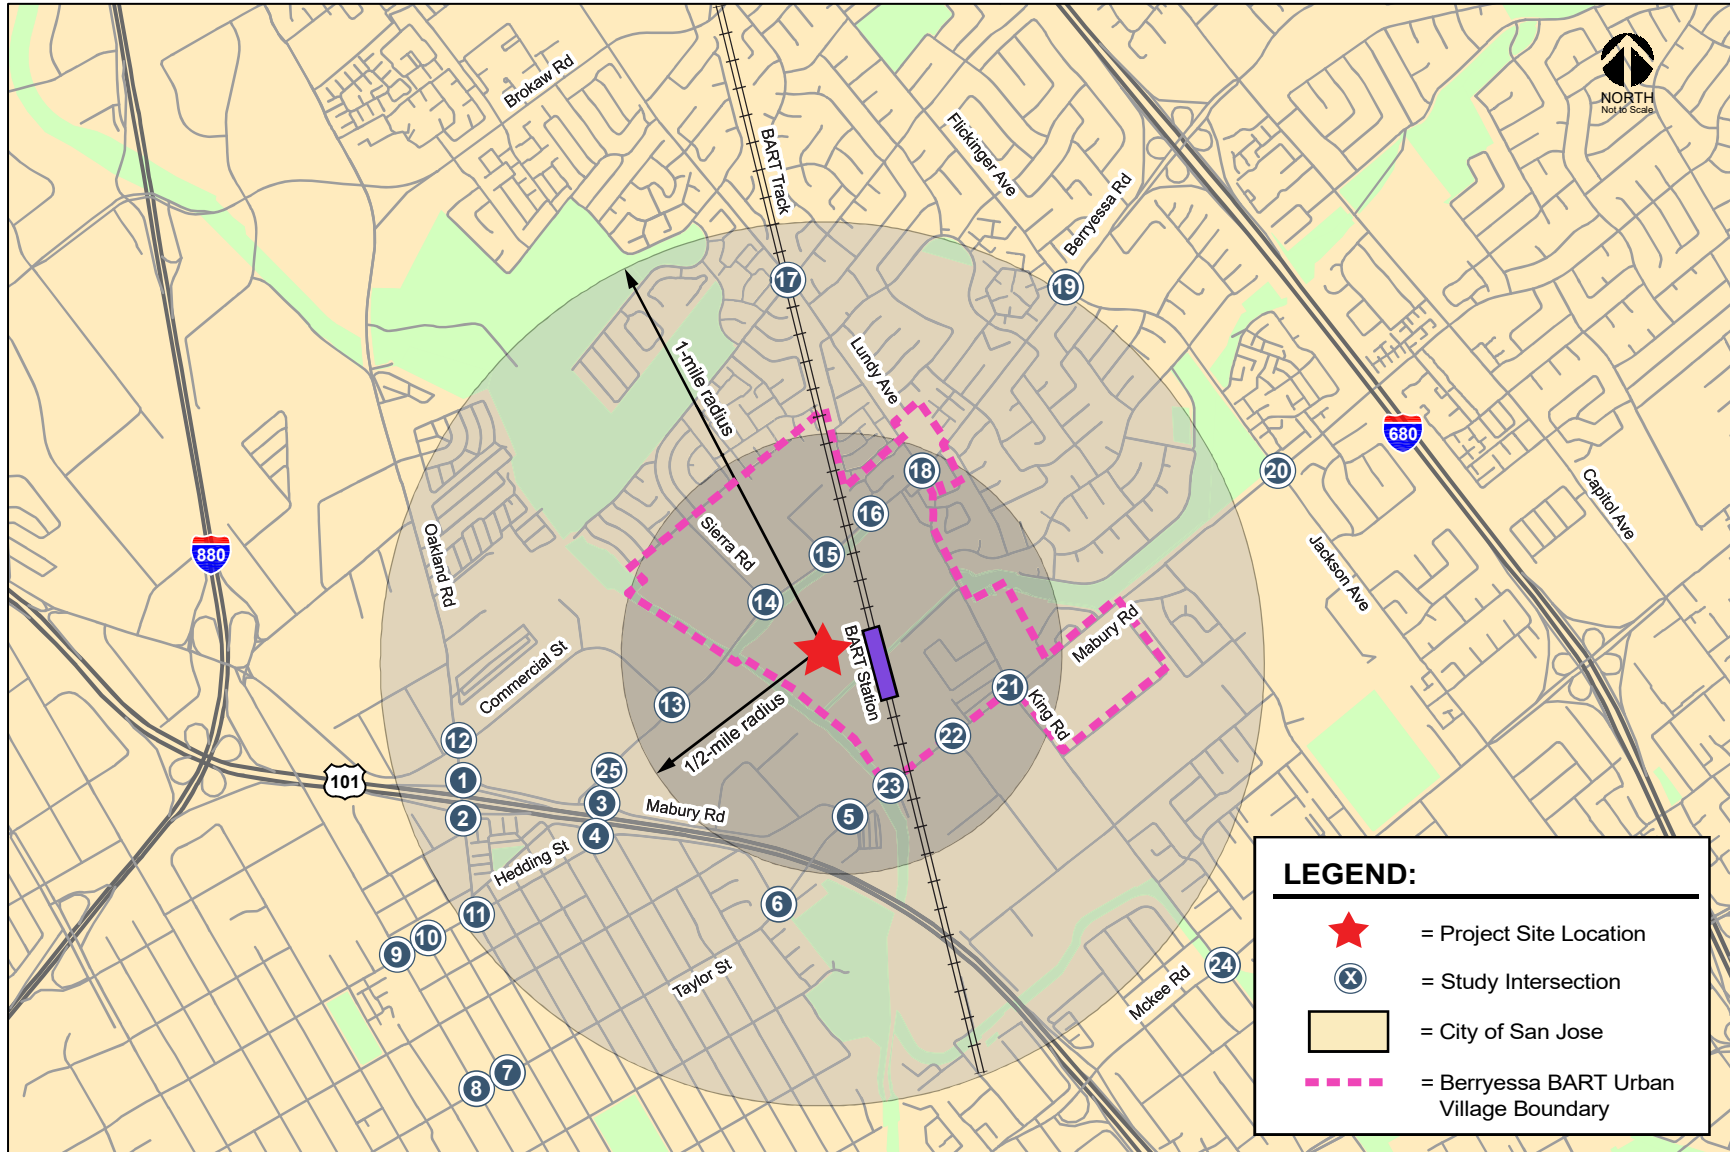 NORTH
Not to Scale
Brokaw Rd
BART Track
Flickinger Ave
Berryessa Rd
17
19
1-mile radius
Lundy Ave
680
18
20
Capitol Ave
16
Sierra Rd
Oakland Rd
880
15
Jackson Ave
14
Mabury Rd
BART Station
Commercial St
21
13
King Rd
1/2-mile radius
12
22
25
1
101
23
3
Mabury Rd
2
5
4
Hedding St
6
11
10
9
Taylor St
24
Mckee Rd
7
8
LEGEND:
= Project Site Location
X
= Study Intersection
= City of San Jose
= Berryessa BART Urban
Village Boundary